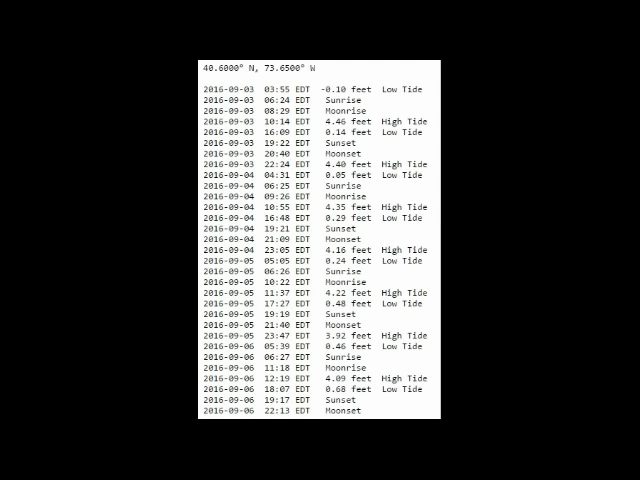 40.6000° N, 73.6500° W
2016-09-03 03:55 EDT -0.10 feet Low Tide
2016-09-03 06:24 EDT Sunrise
2016-09-03 08:29 EDT Moonrise
2016-09-03 10:14 EDT 4.46 feet High Tide
2016-09-03 16:09 EDT 0.14 feet Low Tide
2016-09-03 19:22 EDT Sunset
2016-09-03 20:40 EDT Moonset
2016-09-03 22:24 EDT 4.40 feet High Tide
2016-09-04 04:31 EDT 0.05 feet Low Tide
2016-09-04 06:25 EDT Sunrise
2016-09-04 09:26 EDT Moonrise
2016-09-04 10:55 EDT 4.35 feet High Tide
2016-09-04 16:48 EDT 0.29 feet Low Tide
2016-09-04 19:21 EDT Sunset
2016-09-04 21:09 EDT Moonset
2016-09-04 23:05 EDT 4.16 feet High Tide
2016-09-05 05:05 EDT 0.24 feet Low Tide
2016-09-05 06:26 EDT Sunrise
2016-09-05 10:22 EDT Moonrise
2016-09-05 11:37 EDT 4.22 feet High Tide
2016-09-05 17:27 EDT 0.48 feet Low Tide
2016-09-05 19:19 EDT Sunset
2016-09-05 21:40 EDT Moonset
2016-09-05 23:47 EDT 3.92 feet High Tide
2016-09-06 05:39 EDT 0.46 feet Low Tide
2016-09-06 06:27 EDT Sunrise
2016-09-06 11:18 EDT Moonrise
2016-09-06 12:19 EDT 4.09 feet High Tide
2016-09-06 18:07 EDT 0.68 feet Low Tide
2016-09-06 19:17 EDT Sunset
2016-09-06 22:13 EDT Moonset